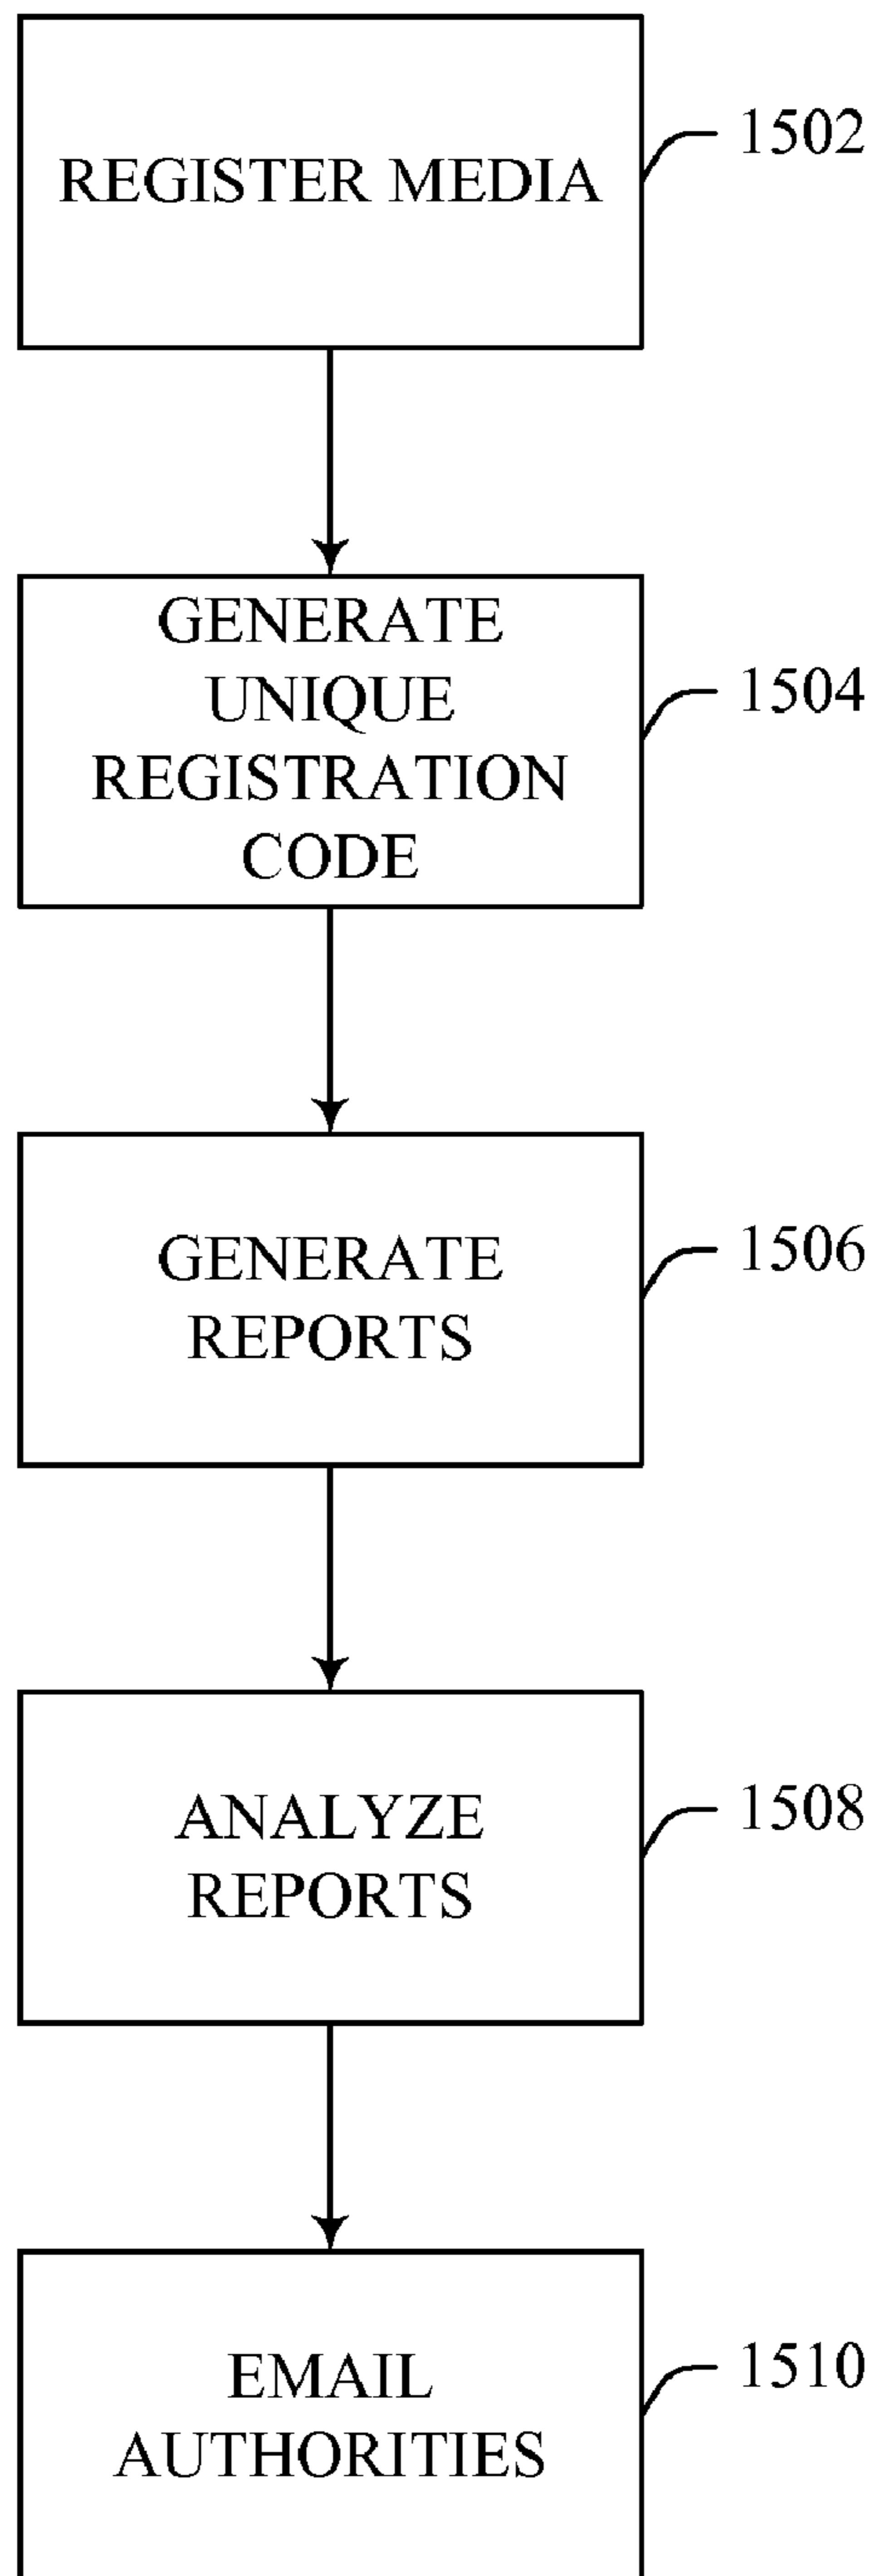 REGISTER MEDIA
1502
GENERATE
UNIQUE
REGISTRATION
CODE
1504
GENERATE
REPORTS
1506
ANALYZE
REPORTS
1508
EMAIL
AUTHORITIES
1510